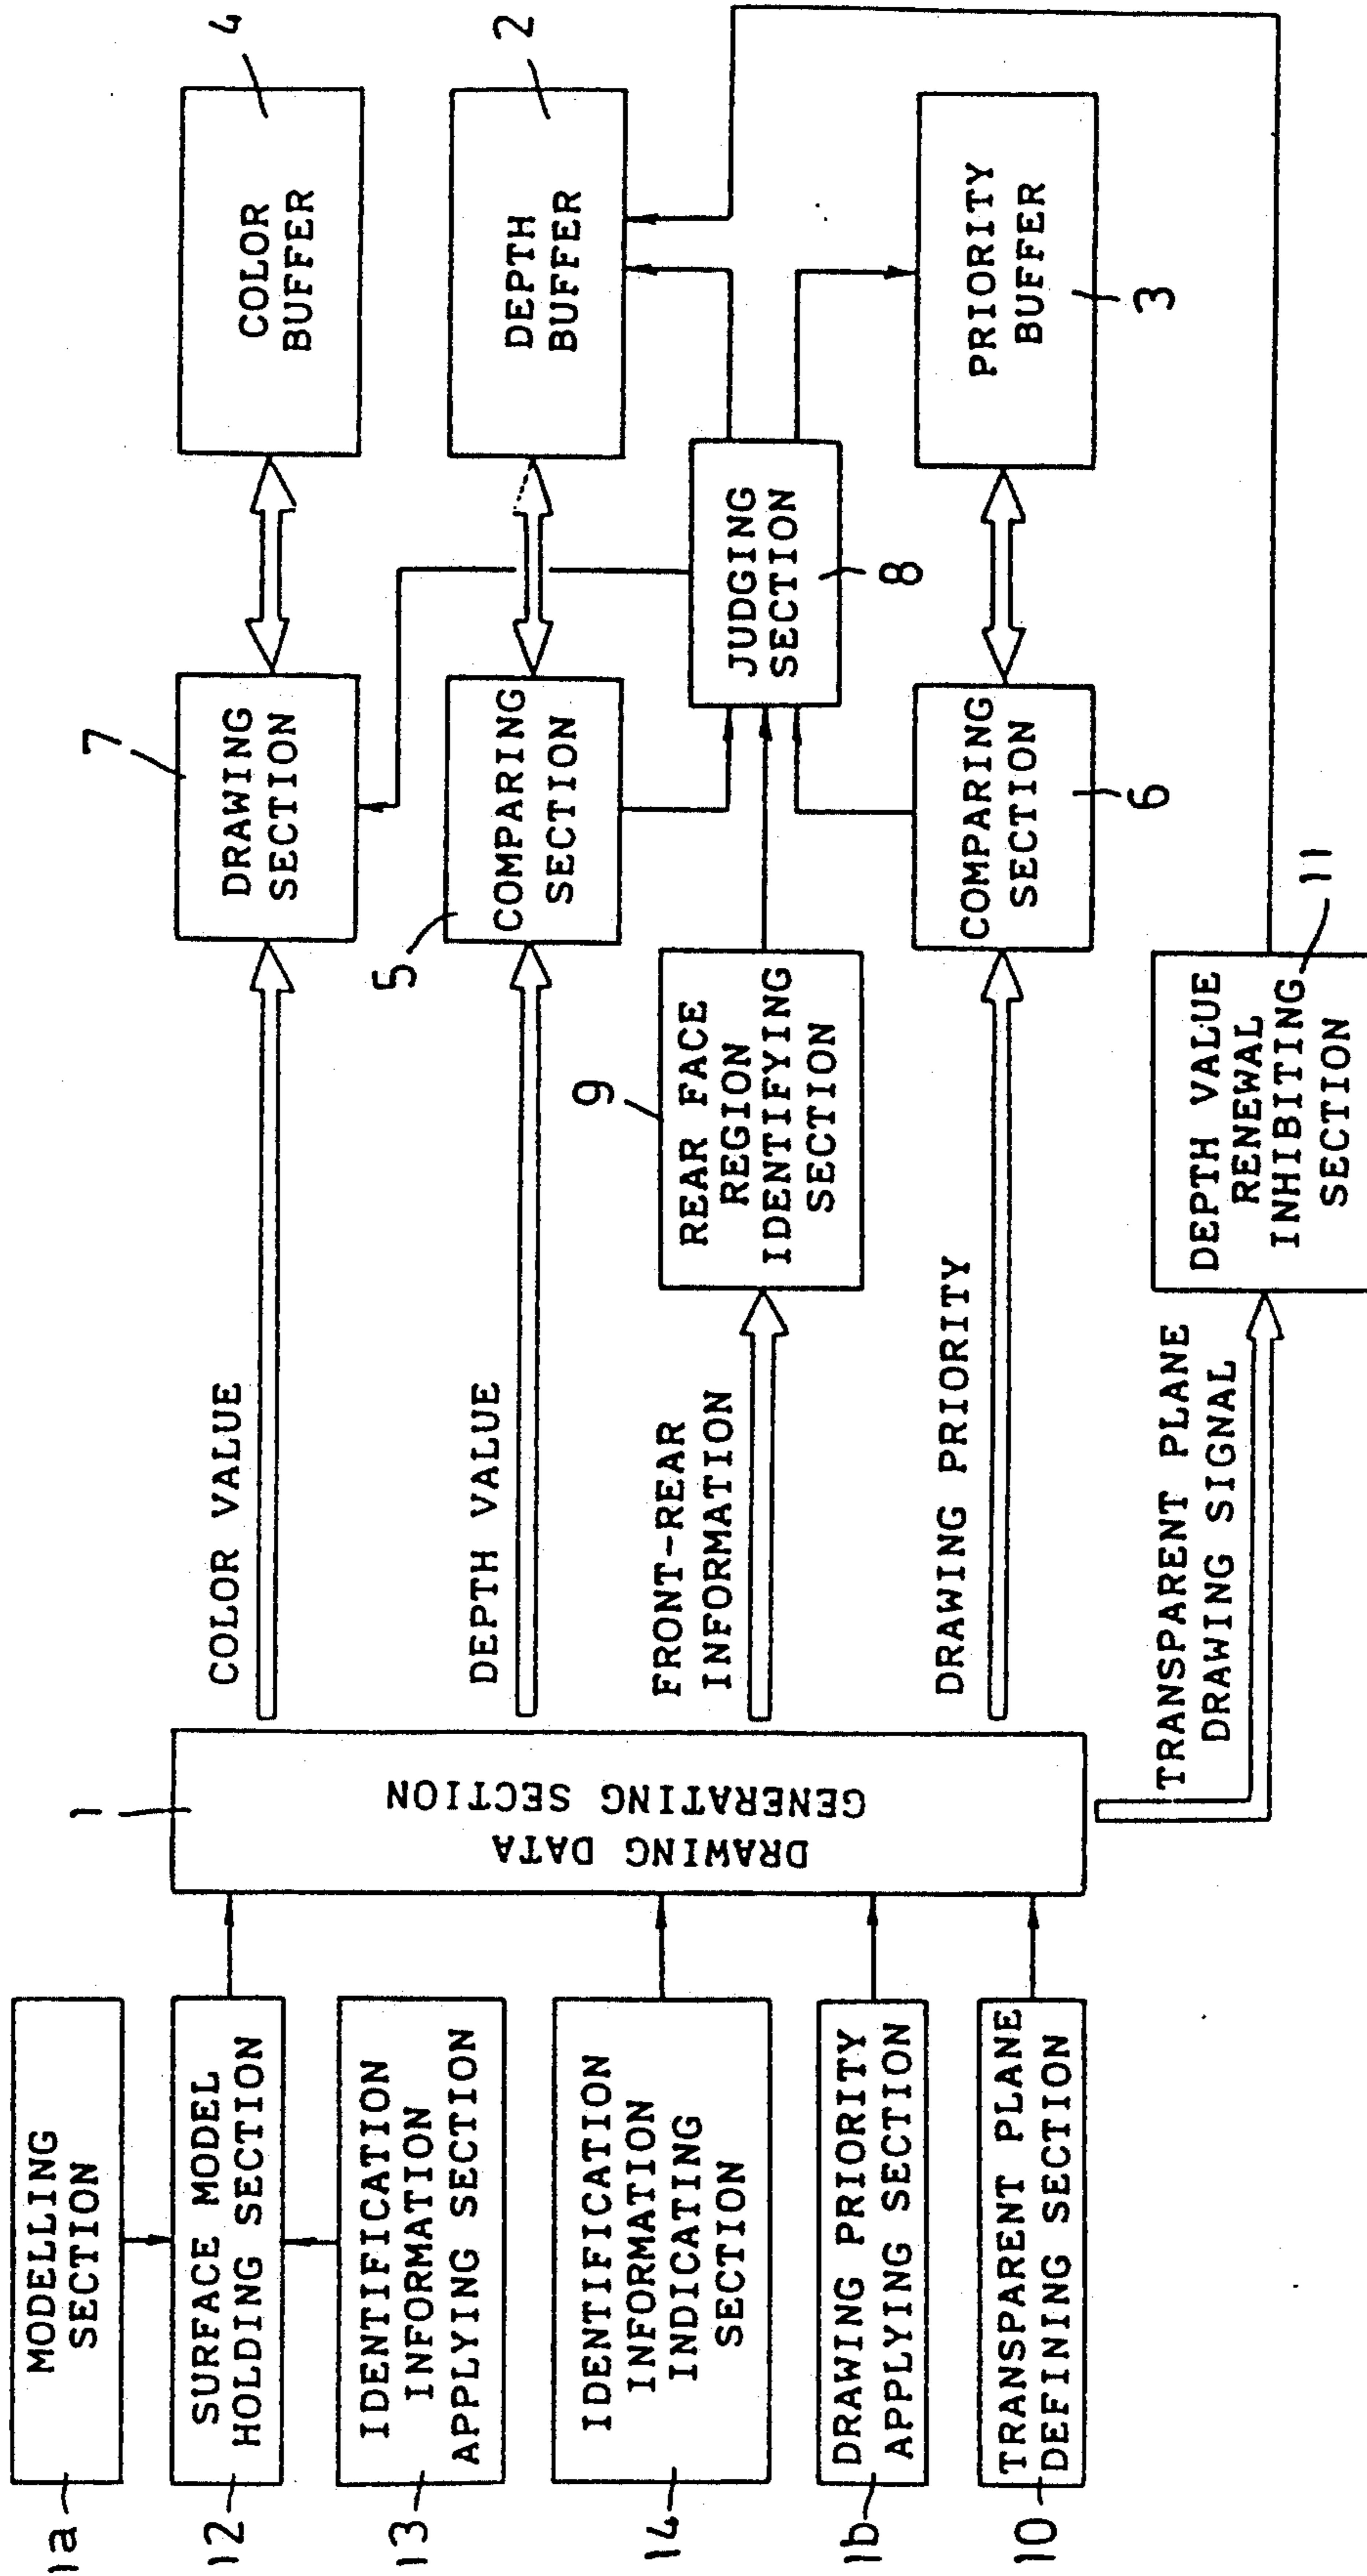 1a
MODELLING
SECTION
12
SURFACE MODEL
HOLDING SECTION
13
IDENTIFICATION
INFORMATION
APPLYING SECTION
14
IDENTIFICATION
INFORMATION
INDICATING
SECTION
1b
DRAWING PRIORITY
APPLYING SECTION
10
TRANSPARENT PLANE
DEFINING SECTION
1
DRAWING DATA
GENERATING SECTION
COLOR VALUE
DEPTH VALUE
FRONT-REAR
INFORMATION
DRAWING PRIORITY
TRANSPARENT PLANE
DRAWING SIGNAL
7
DRAWING
SECTION
5
COMPARING
SECTION
9
REAR FACE
REGION
IDENTIFYING
SECTION
COMPARING
SECTION
6
DEPTH VALUE
RENEWAL
INHIBITING
SECTION
11
JUDGING
SECTION
8
4
COLOR
BUFFER
2
DEPTH
BUFFER
PRIORITY
BUFFER
3